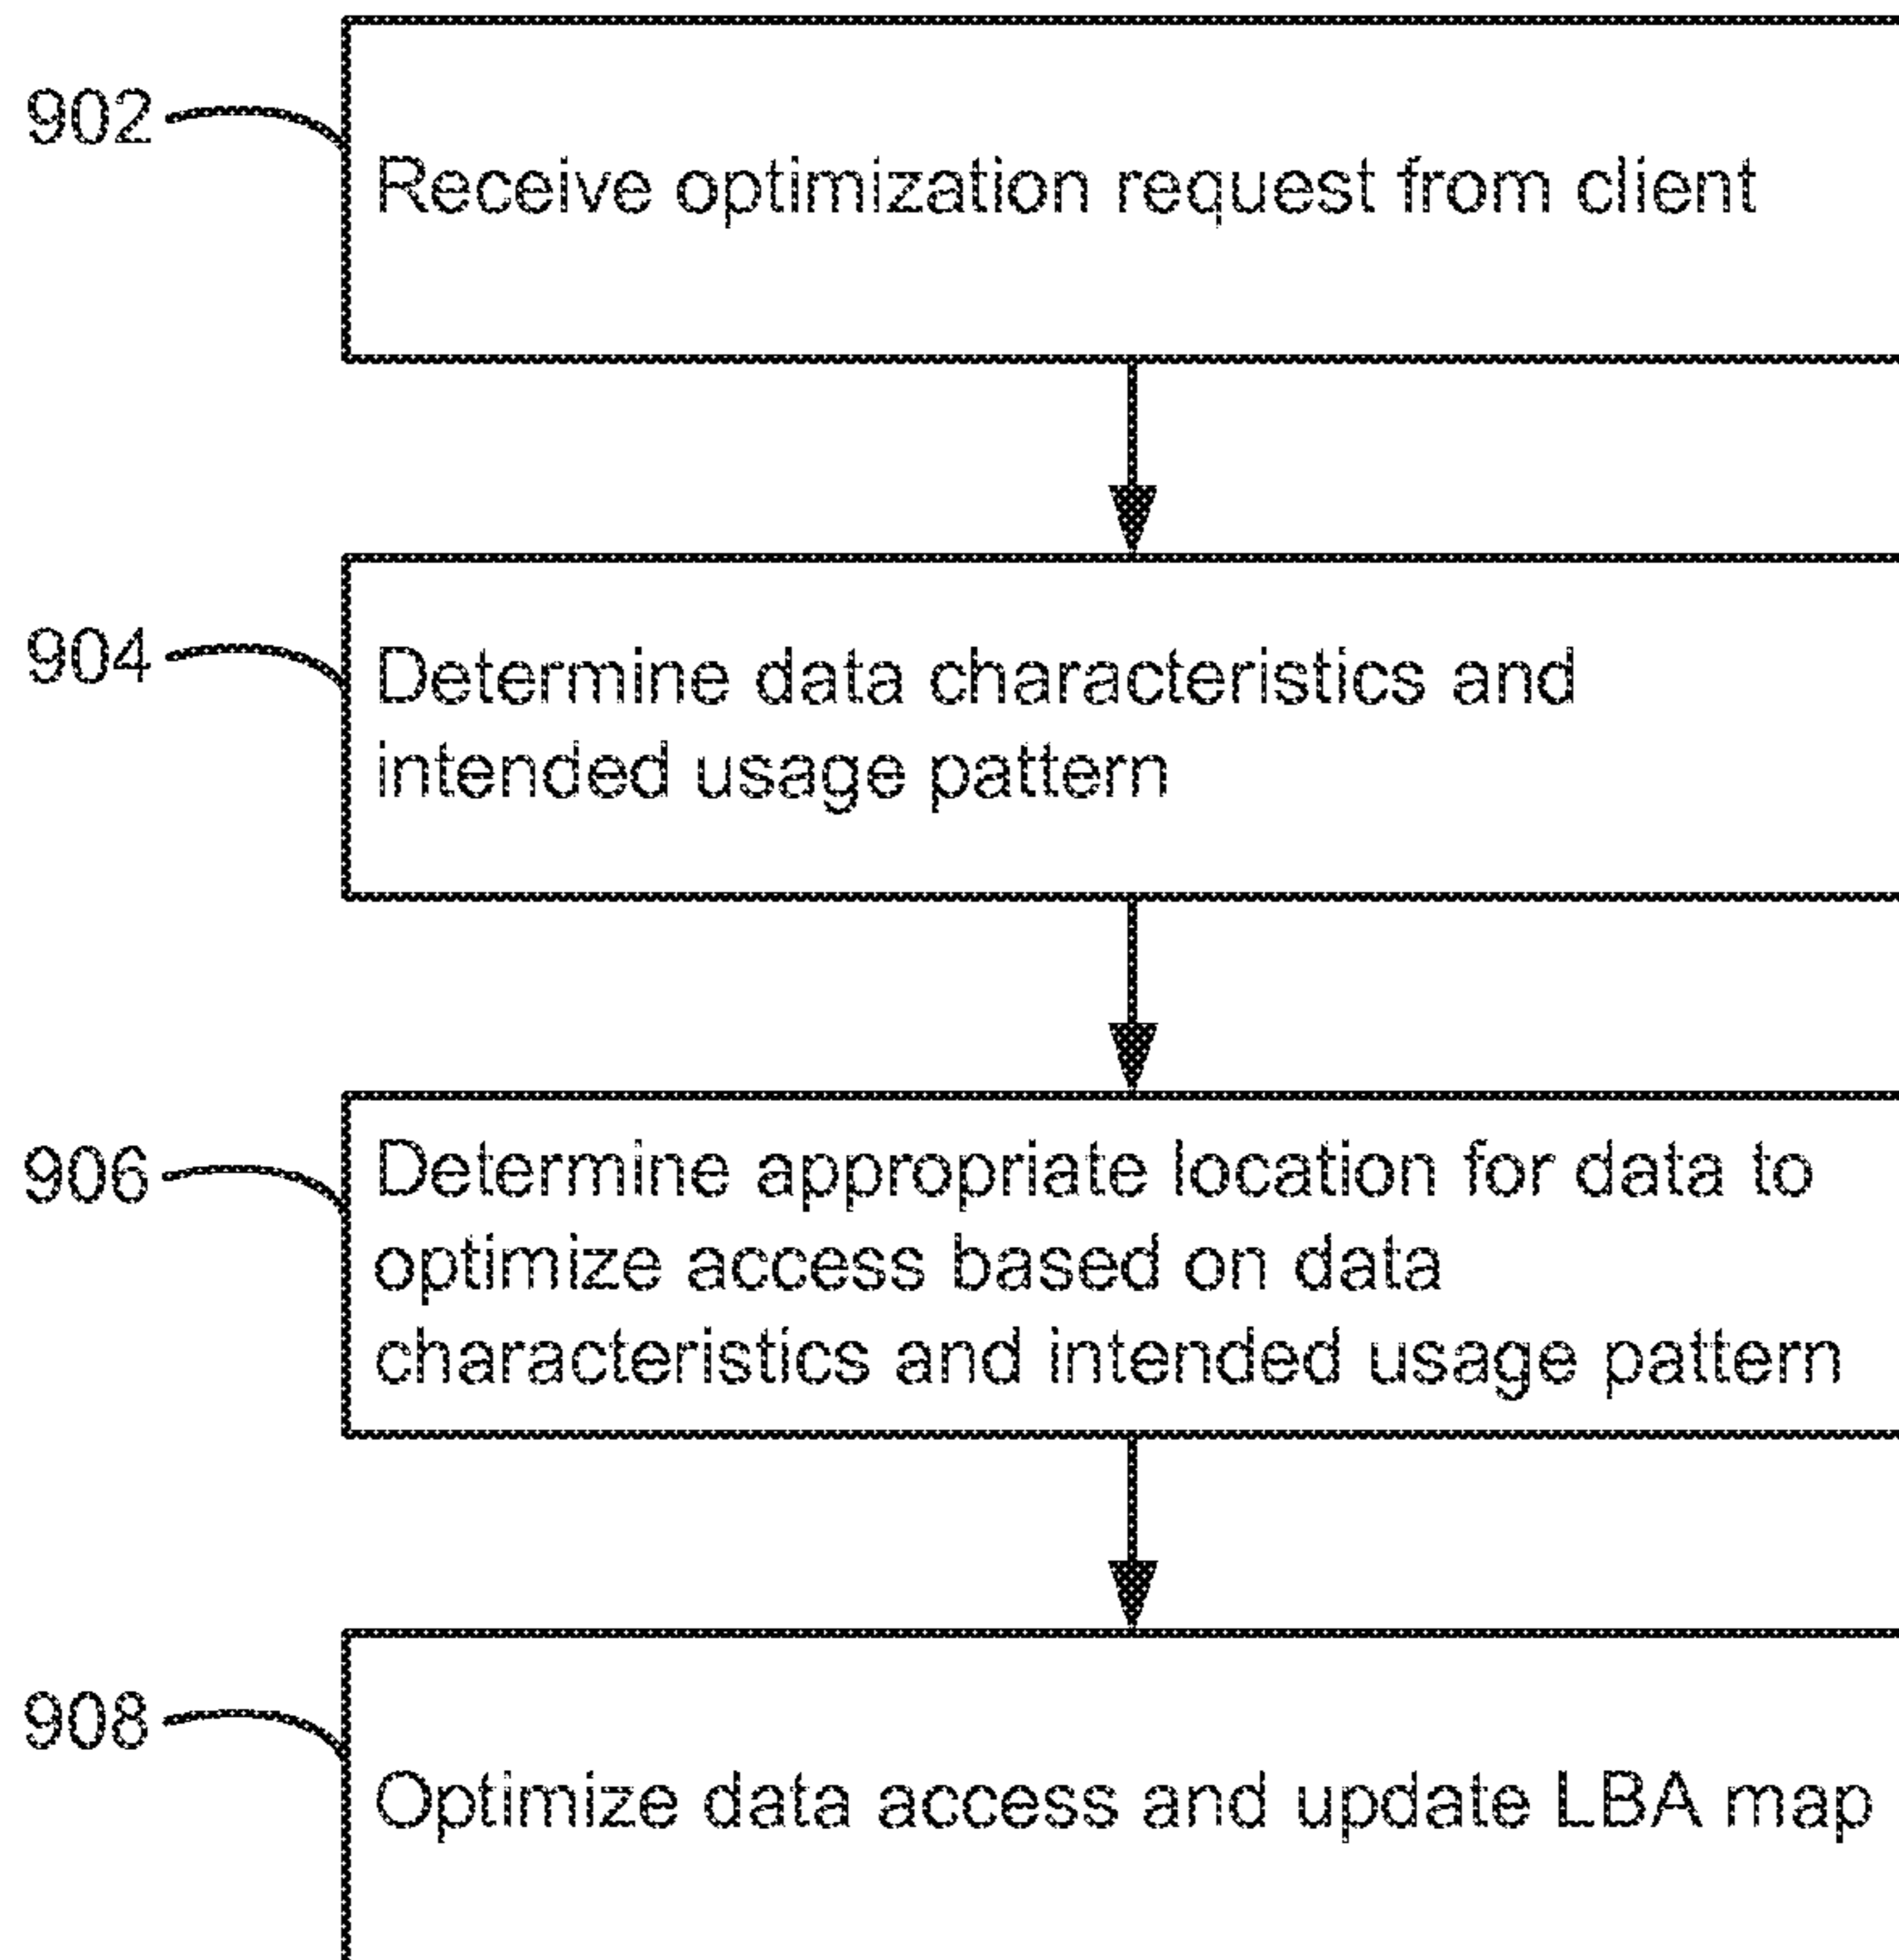 902
Receive optimization request from client
904
Determine data characteristics and
intended usage pattern
906
Determine appropriate location for data to
optimize access based on data
characteristics and intended usage pattern
908
Optimize data access and update LBA map